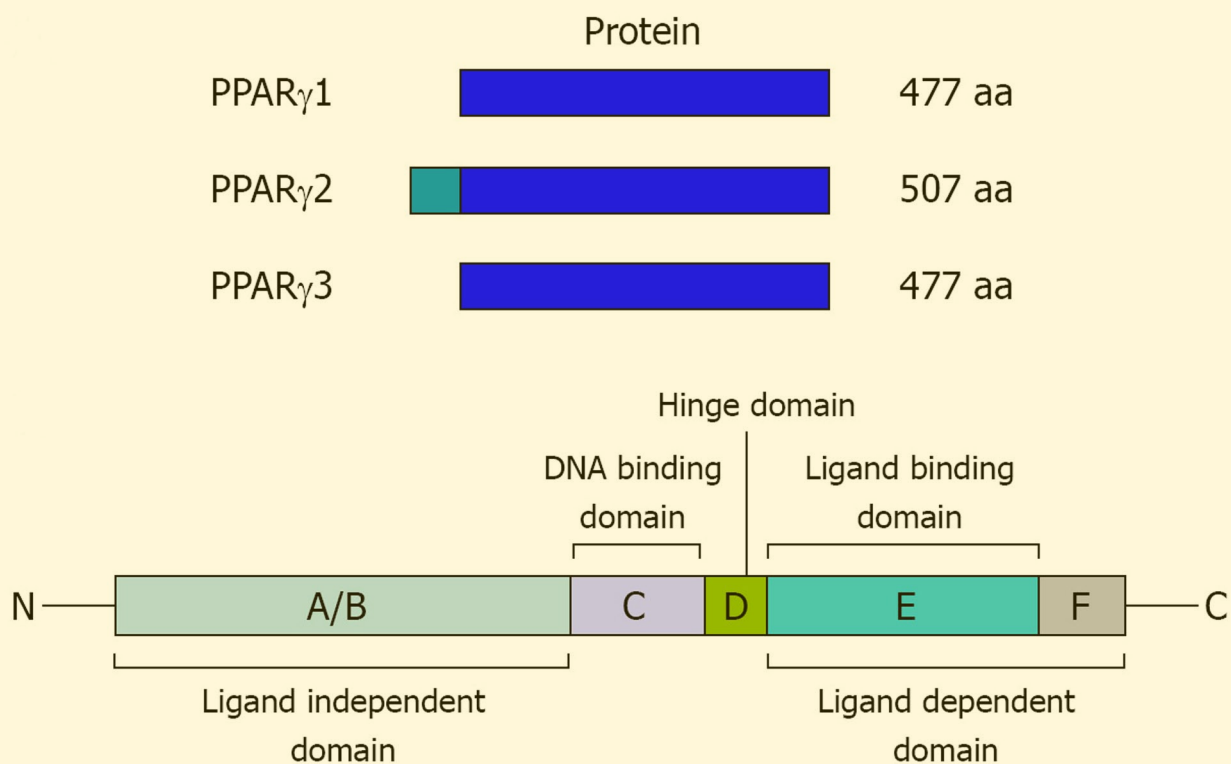 Protein
PPARγ1 477 aa
PPARγ2 507 aa
PPARγ3 477 aa
Hinge domain
DNA binding
domain
Ligand binding
domain
N A/B C D E F C
Ligand independent
domain
Ligand dependent
domain